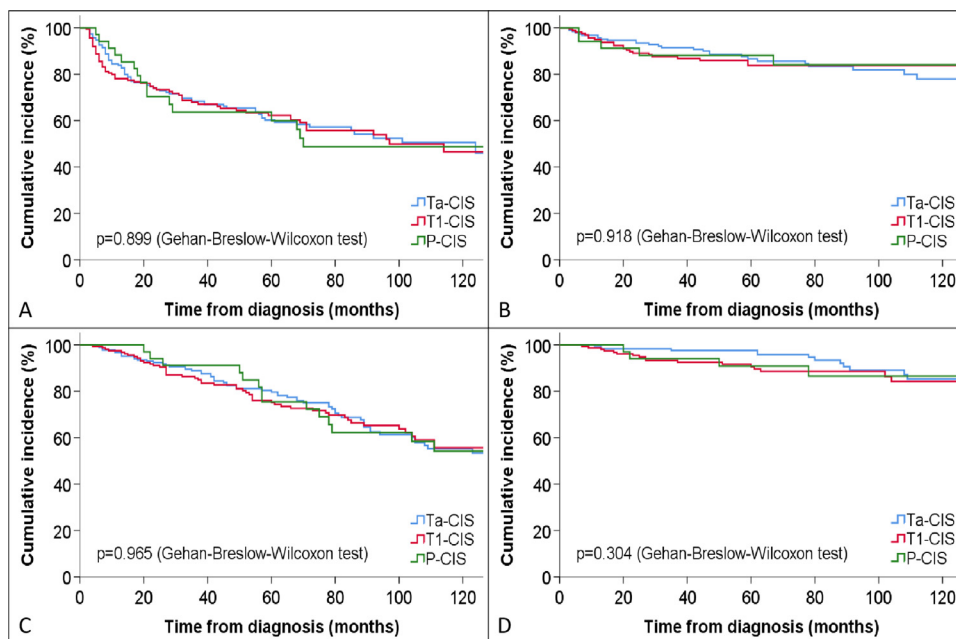 Cumulative incidence (%)
100
80
60
40
20
0
Ta-CIS
T1-CIS
P-CIS
p=0.899 (Gehan-Breslow-Wilcoxon test)
0 20 40 60 80 100 120
Time from diagnosis (months)
A
Cumulative incidence (%)
100
80
60
40
20
0
Ta-CIS
T1-CIS
P-CIS
p=0.918 (Gehan-Breslow-Wilcoxon test)
0 20 40 60 80 100 120
Time from diagnosis (months)
B
Cumulative incidence (%)
100
80
60
40
20
0
Ta-CIS
T1-CIS
P-CIS
p=0.965 (Gehan-Breslow-Wilcoxon test)
0 20 40 60 80 100 120
Time from diagnosis (months)
C
Cumulative incidence (%)
100
80
60
40
20
0
Ta-CIS
T1-CIS
P-CIS
p=0.304 (Gehan-Breslow-Wilcoxon test)
0 20 40 60 80 100 120
Time from diagnosis (months)
D